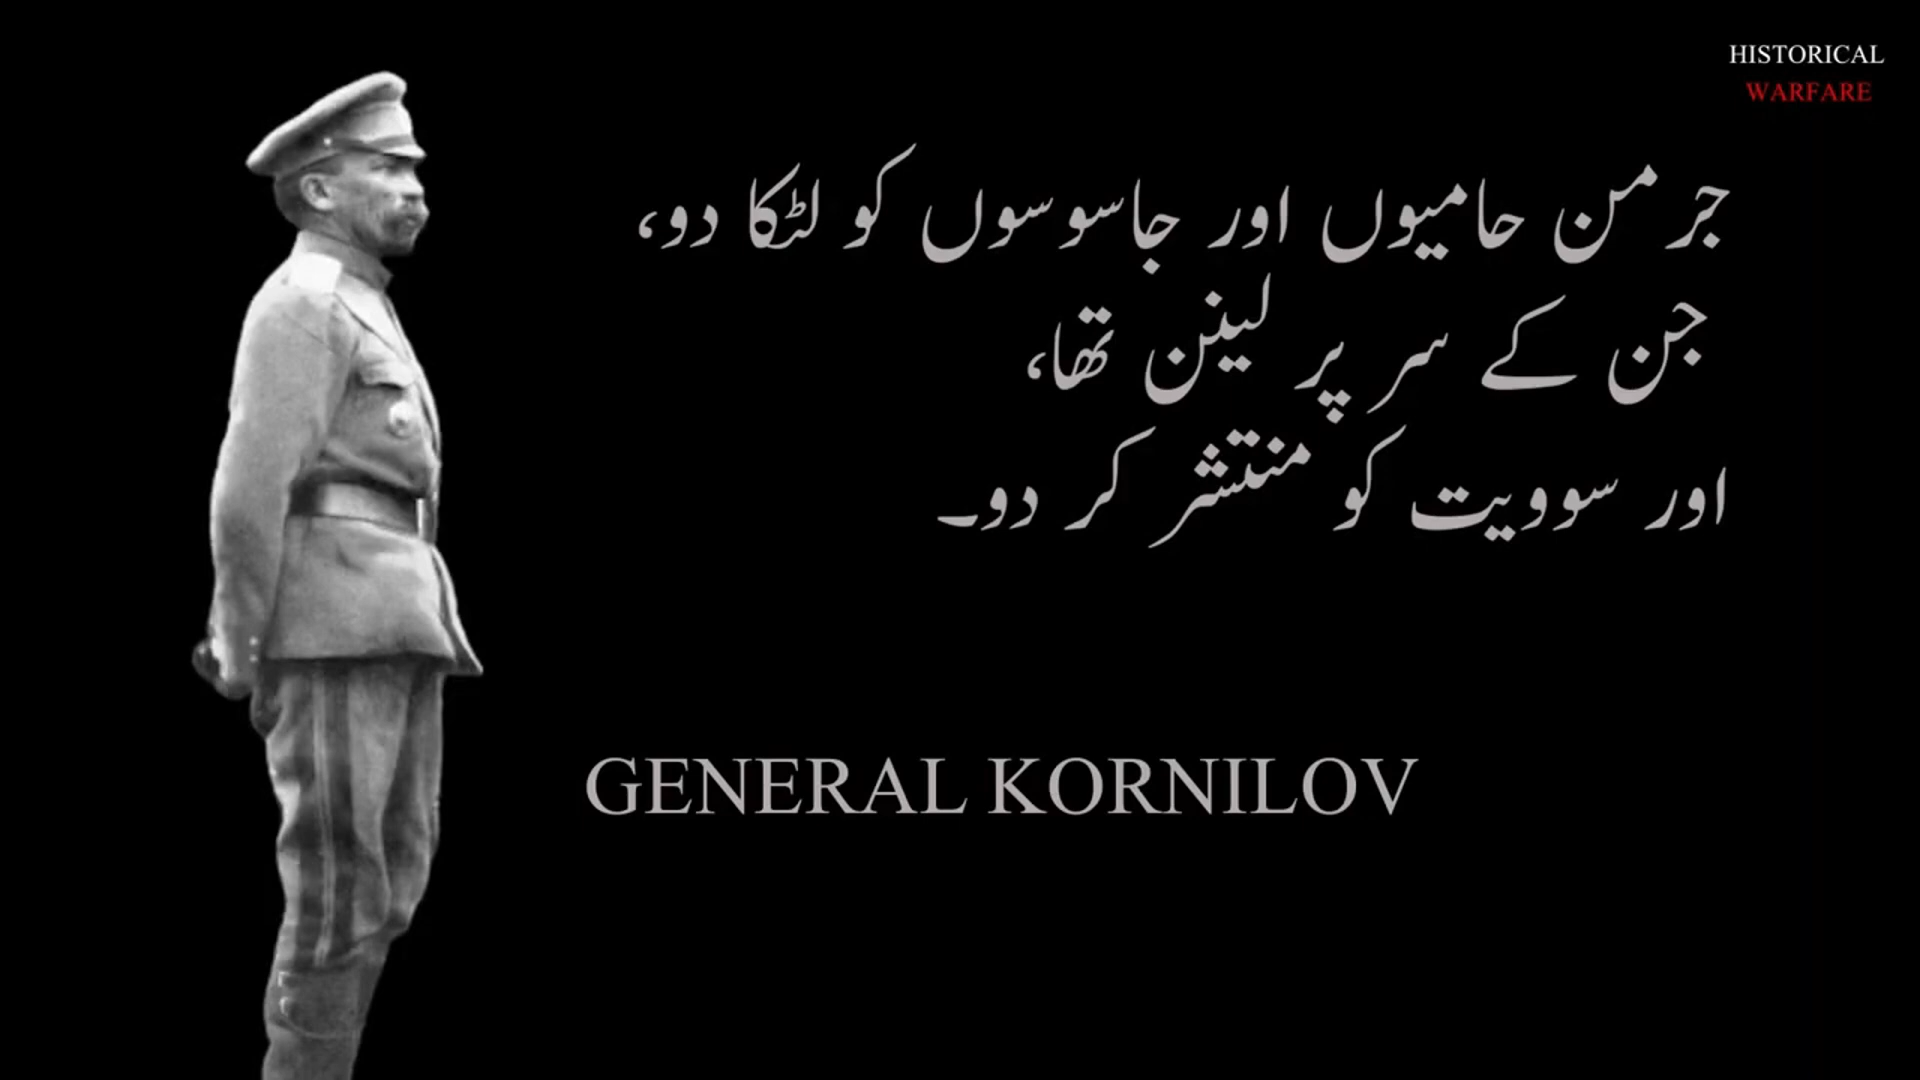 HISTORICAL
WARFARE
جرمن حامیوں اور جاسوسوں کو لٹکا دو،
جن کے سر پر لینن تھا،
اور سوویت کو منتشر کر دو۔
GENERAL KORNILOV